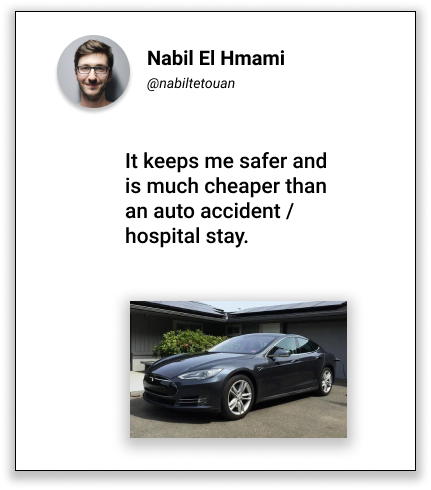 Nabil El Hmami
@nabiltetouan
It keeps me safer and
is much cheaper than
an auto accident /
hospital stay.